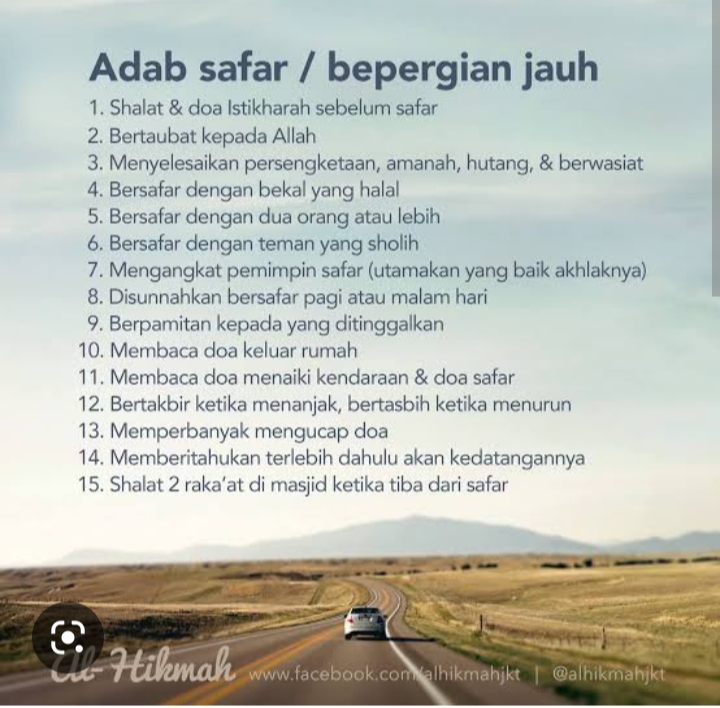 Adab safar / bepergian jauh
1. Shalat & doa Istikharah sebelum safar
2. Bertaubat kepada Allah
3. Menyelesaikan persengketaan, amanah, hutang, & berwasiat
4. Bersafar dengan bekal yang halal
5. Bersafar dengan dua orang atau lebih
6. Bersafar dengan teman yang sholih
7. Mengangkat pemimpin safar (utamakan yang baik akhlaknya)
8. Disunnahkan bersafar pagi atau malam hari
9. Berpamitan kepada yang ditinggalkan
10. Membaca doa keluar rumah
11. Membaca doa menaiki kendaraan & doa safar
12. Bertakbir ketika menanjak, bertasbih ketika menurun
13. Memperbanyak mengucap doa
14. Memberitahukan terlebih dahulu akan kedatangannya
15. Shalat 2 raka'at di masjid ketika tiba dari safar
Al-Hikmah www.facebook.com/alhikmahjkt | @alhikmahjkt